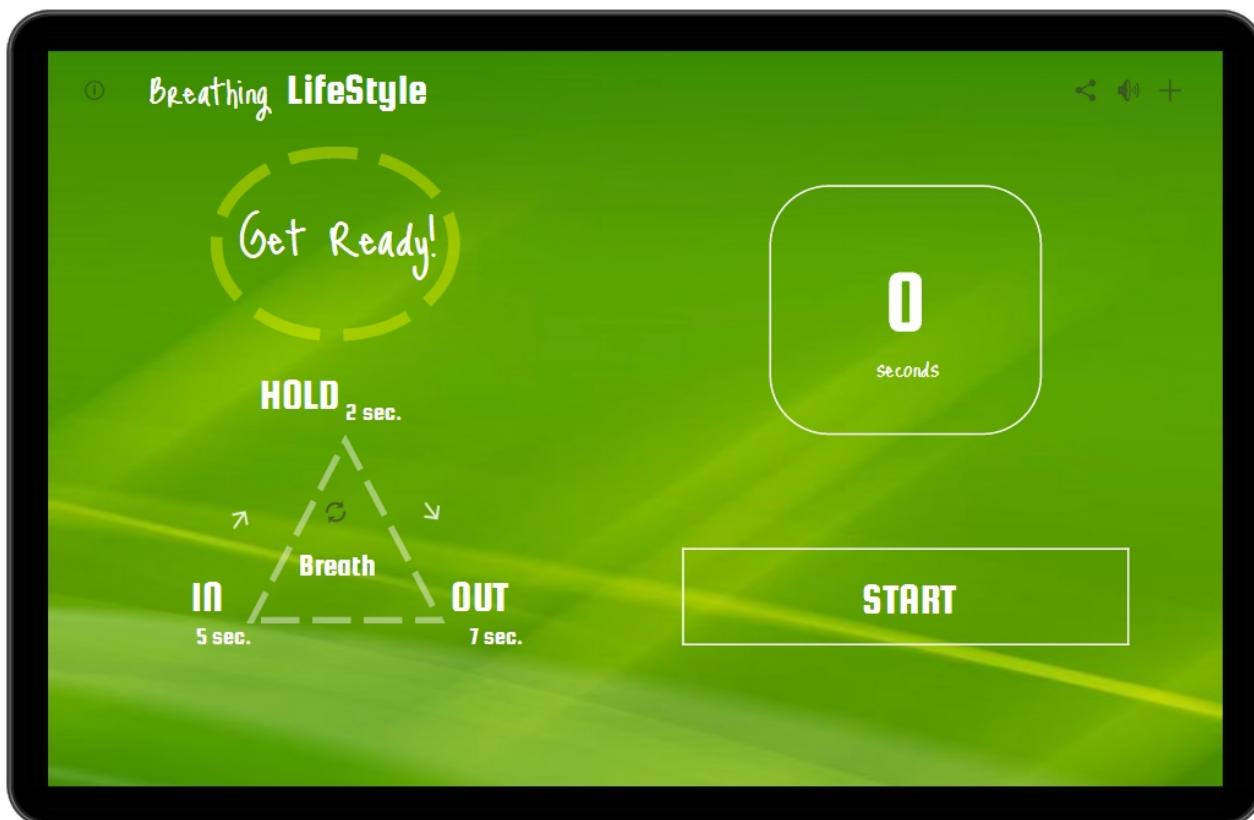 Breathing LifeStyle
Get Ready!
0
seconds
HOLD 2 sec.
Breath
IN
OUT
5 sec.
7 sec.
START